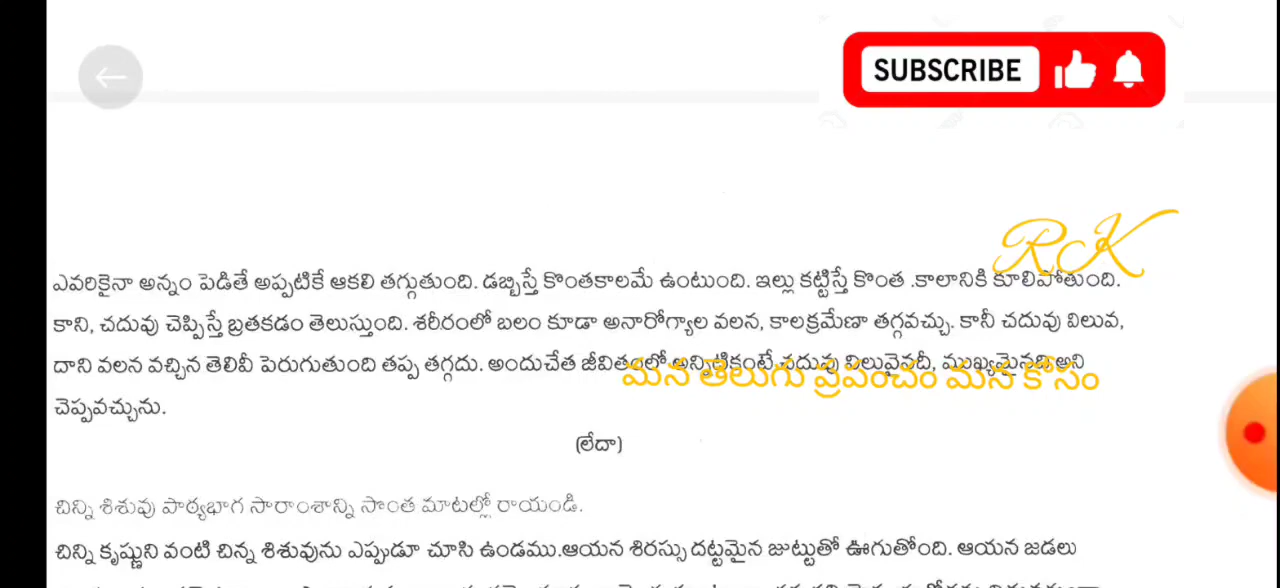 SUBSCRIBE
RK
ఎవరికైనా అన్నం పెడితే అప్పటికే ఆకలి తగ్గుతుంది. డబ్బిస్తే కొంతకాలమే ఉంటుంది. ఇల్లు కట్టిస్తే కొంత .కాలానికి కూలిపోతుంది.
కాని, చదువు చెప్పిస్తే బ్రతకడం తెలుస్తుంది. శరీరంలో బలం కూడా అనారోగ్యాల వలన, కాలక్రమేణా తగ్గవచ్చు. కానీ చదువు విలువ,
దాని వలన వచ్చిన తెలివీ పెరుగుతుంది తప్ప తగ్గదు. అందుచేత జీవితంలో అన్నిటికంటే చదువు విలువైనదీ, ముఖ్యమైనది అని
మన తెలుగు ప్రపంచం మన కోసం
చెప్పవచ్చును.
(లేదా)
చిన్ని శిశువు పాఠ్యభాగ సారాంశాన్ని సొంత మాటల్లో రాయండి.
చిన్ని కృష్ణుని వంటి చిన్న శిశువును ఎప్పుడూ చూసి ఉండము.ఆయన శిరస్సు దట్టమైన జుట్టుతో ఊగుతోంది. ఆయన జడలు